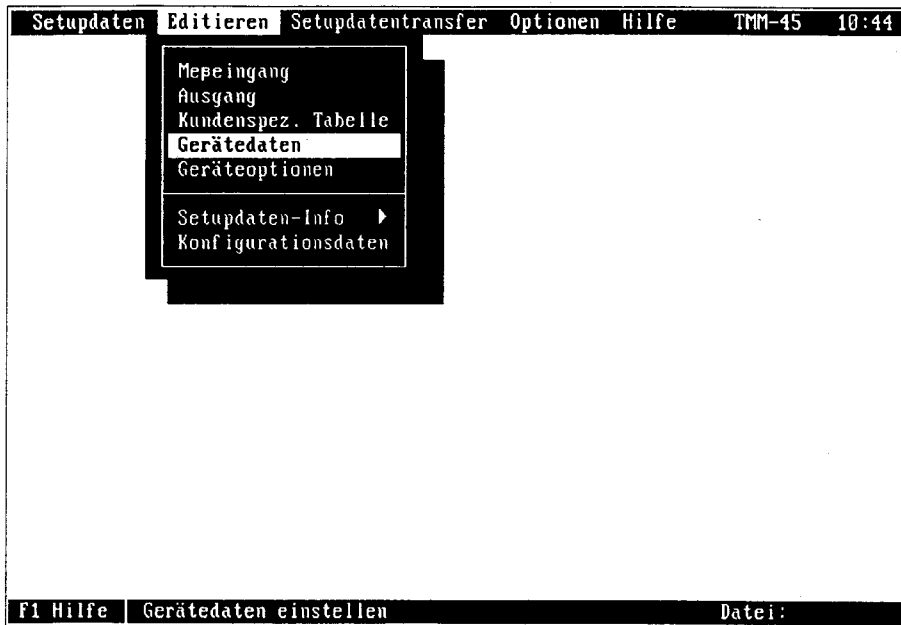 Setupdaten Editieren Setupdatentransfer Optionen Hilfe TMM-45 10:44
Meßeingang
Ausgang
Kundenspez. Tabelle
Gerätedaten
Geräteoptionen
Setupdaten-Info ►
Konfigurationsdaten
F1 Hilfe │ Gerätedaten einstellen Datei: